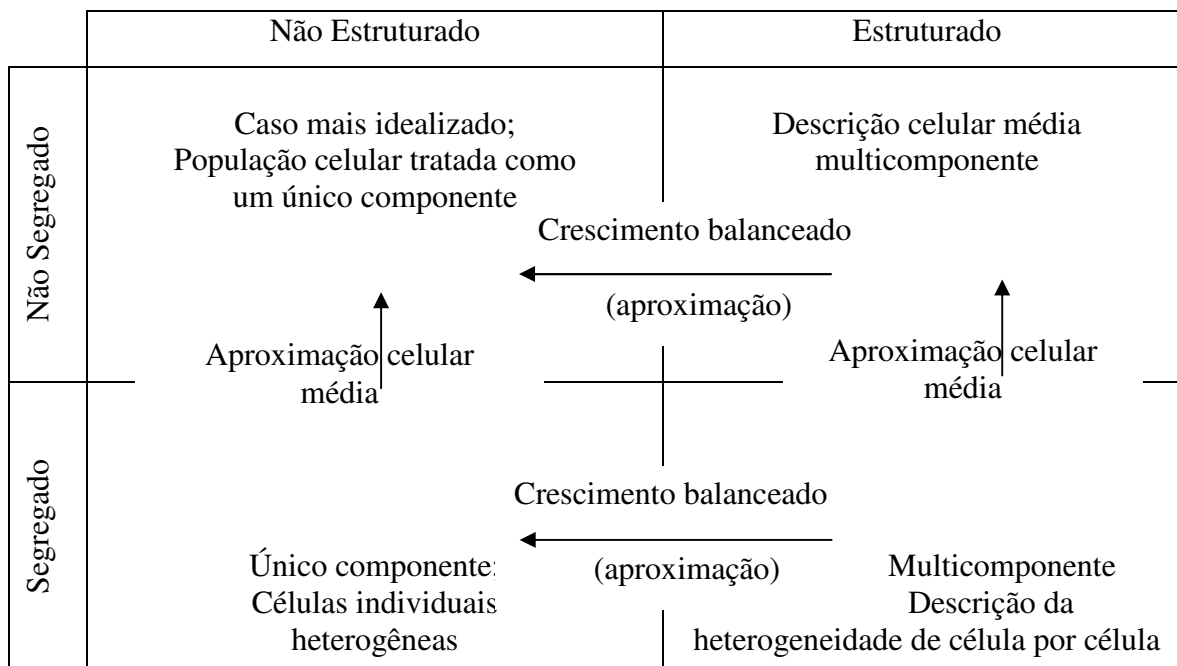 Não Estruturado
Estruturado
Não Segregado
Caso mais idealizado;
População celular tratada como
um único componente
Descrição celular média
multicomponente
Crescimento balanceado
(aproximação)
Aproximação celular
média
Aproximação celular
média
Segregado
Crescimento balanceado
(aproximação)
Único componente;
Células individuais
heterogêneas
Multicomponente
Descrição da
heterogeneidade de célula por célula